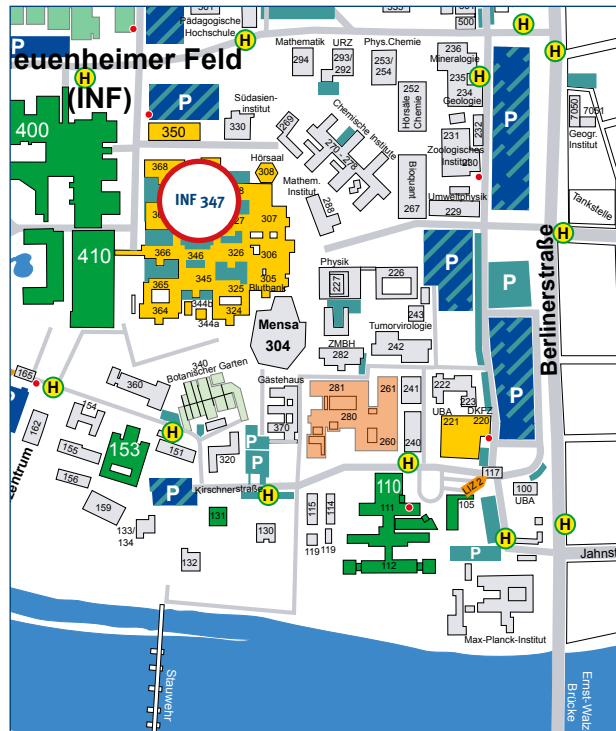 500
H
H
Pädagogische
Hochschule
URZ
Phys.Chemie
Mathematik
293/
292
294
253/
254
236
Mineralogie
235
234
Geologie
H
H
H
euenheimer Feld
(INF)
P
P
P
252
Hörsäle
Chemie
7050
7051
Geogr.
Institut
400
350
Südasien-
institut
330
269
Chemische Institute
270 - 278
231
232
Zoologisches
Institut
230
Hörsaal
308
Mathem.
Institut
288
Bioquant
267
Umweltphysik
229
Tankstelle
368
INF 347
307
327
H
410
366
346
326
306
365
345
325
305
Blutbank
364
344b
344a
324
Physik
227
226
P
P
Berlinerstraße
Mensa
304
243
Tumorvirologie
242
ZMBH
282
165
H
360
340
Botanischer Garten
Gästehaus
370
281
261
280
260
241
240
222
223
UBA
DKFZ
221
220
P
P
162
154
155
156
153
151
H
320
P
H
zentrum
159
P
Kirschnerstraße
H
110
111
112
117
LIZ 2
105
100
UBA
133/
134
131
130
132
115
114
119
119
P
H
H
Jahnst
Max-Planck-Institut
Stauwehr
Ernst-Walz
Brücke